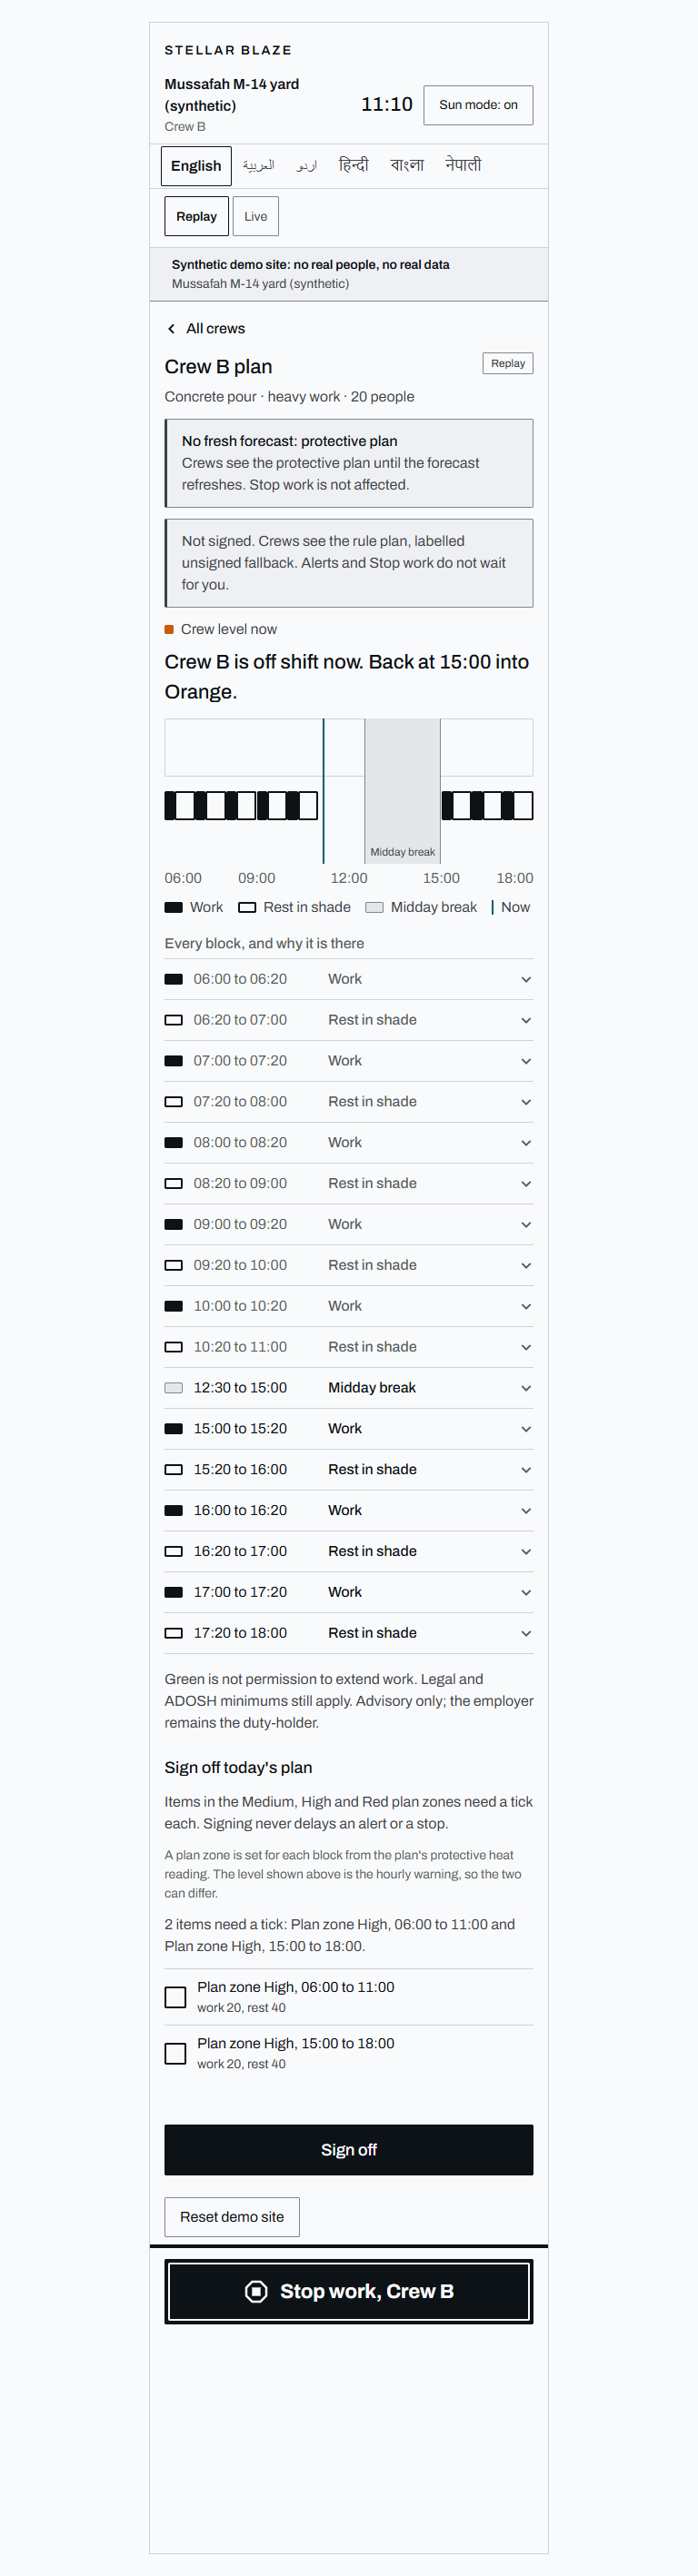 STELLAR BLAZE
Mussafah M-14 yard
(synthetic)
Crew B
11:10
Sun mode: on
English العربية اردو हिन्दी বাংলা नेपाली
Replay Live
Synthetic demo site: no real people, no real data
Mussafah M-14 yard (synthetic)
All crews
Crew B plan
Replay
Concrete pour · heavy work · 20 people
No fresh forecast: protective plan
Crews see the protective plan until the forecast
refreshes. Stop work is not affected.
Not signed. Crews see the rule plan, labelled
unsigned fallback. Alerts and Stop work do not wait
for you.
Crew level now
Crew B is off shift now. Back at 15:00 into
Orange.
Midday break
06:00 09:00 12:00 15:00 18:00
Work Rest in shade Midday break Now
Every block, and why it is there
06:00 to 06:20 Work
06:20 to 07:00 Rest in shade
07:00 to 07:20 Work
07:20 to 08:00 Rest in shade
08:00 to 08:20 Work
08:20 to 09:00 Rest in shade
09:00 to 09:20 Work
09:20 to 10:00 Rest in shade
10:00 to 10:20 Work
10:20 to 11:00 Rest in shade
12:30 to 15:00 Midday break
15:00 to 15:20 Work
15:20 to 16:00 Rest in shade
16:00 to 16:20 Work
16:20 to 17:00 Rest in shade
17:00 to 17:20 Work
17:20 to 18:00 Rest in shade
Green is not permission to extend work. Legal and
ADOSH minimums still apply. Advisory only; the employer
remains the duty-holder.
Sign off today's plan
Items in the Medium, High and Red plan zones need a tick
each. Signing never delays an alert or a stop.
A plan zone is set for each block from the plan's protective heat
reading. The level shown above is the hourly warning, so the two
can differ.
2 items need a tick: Plan zone High, 06:00 to 11:00 and
Plan zone High, 15:00 to 18:00.
Plan zone High, 06:00 to 11:00
work 20, rest 40
Plan zone High, 15:00 to 18:00
work 20, rest 40
Sign off
Reset demo site
Stop work, Crew B